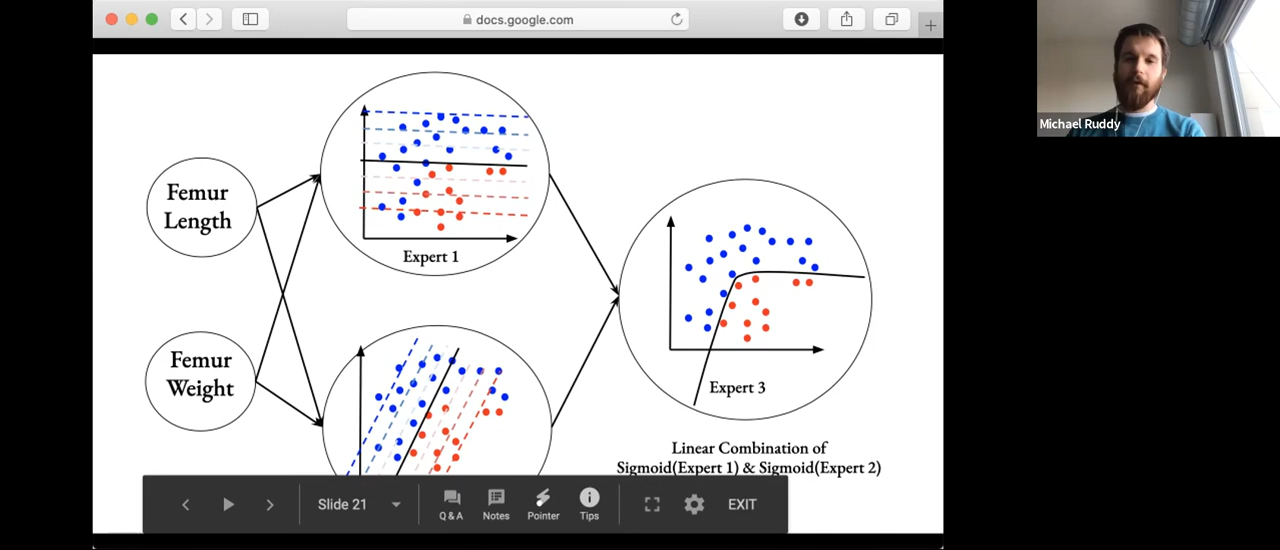 docs.google.com
Michael Ruddy
Femur
Length
Expert 1
Femur
Weight
Expert 3
Linear Combination of
Sigmoid(Expert 1) & Sigmoid(Expert 2)
Slide 21
Q & A
Notes
Pointer
Tips
EXIT